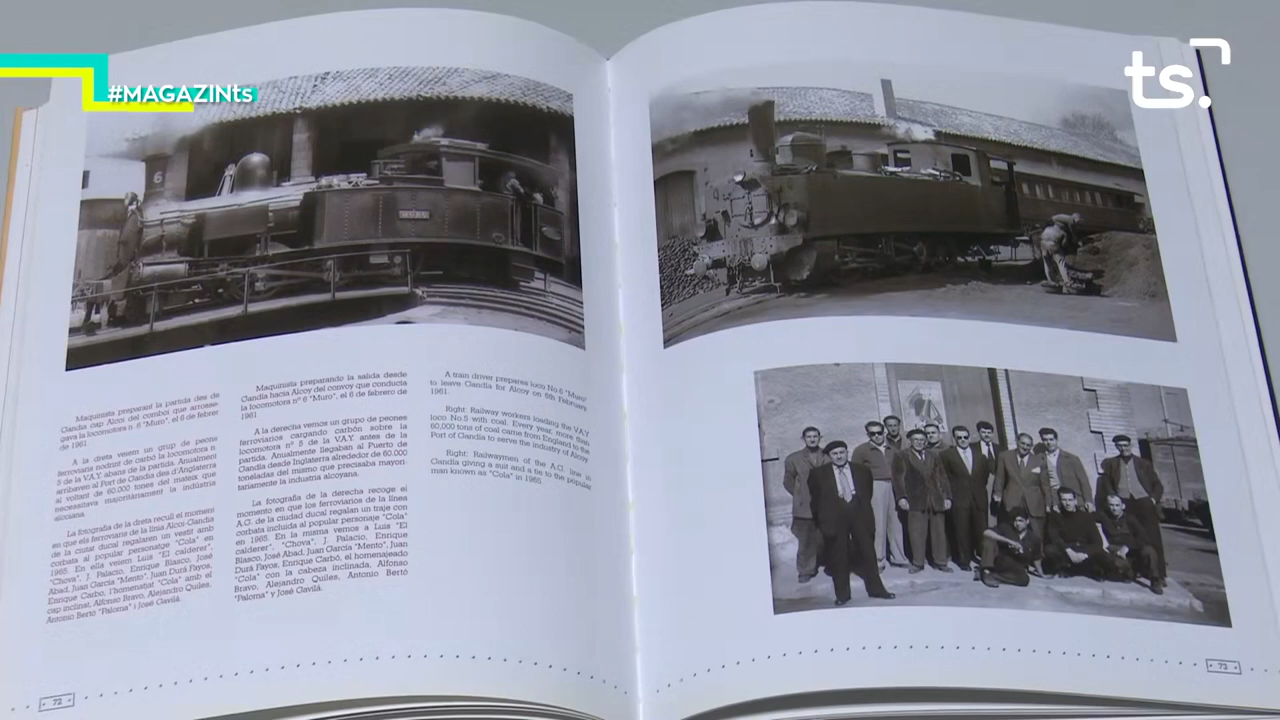 #MAGAZINts
ts.
6
Maquinista preparant la partida des de
Gandia cap Alcoi del comboi que arrosse-
gava la locomotora n. 6 "Muro", el 6 de febrer
de 1961
A la dreta veiem un grup de peons
ferroviaris nodrint de carbó la locomotora n:
5 de la V.A.Y. abans de la partida. Anualment
arribaven al Port de Gandia des d'Anglaterra
al voltant de 60.000 tones del mateix que
necessitava majoritàriament la indústria
alcoiana.
La fotografia de la dreta recull el moment
en que els ferroviaris de la línia Alcoi-Gandia
de la ciutat ducal regalaren un vestit amb
corbata al popular personatge "Cola" en
1965. En ella veiem Luis "El calderer",
"Chova", J. Palacio, Enrique Blasco, José
Abad, Juan García "Mento", Juan Durá Fayos,
Enrique Carbo, l'homenatjat "Cola" amb el
cap inclinat, Alfonso Bravo, Alejandro Quiles,
Antonio Bertó "Paloma" i José Gavilá.
Maquinista preparando la salida desde
Gandia hacia Alcoy del convoy que conducía
la locomotora nº 6 "Muro", el 6 de febrero de
1961
A la derecha vemos un grupo de peones
ferroviarios cargando carbón sobre la
locomotora nº 5 de la V.A.Y. antes de la
partida. Anualmente llegaban al Puerto de
Gandia desde Inglaterra alrededor de 60.000
toneladas del mismo que precisaba mayori-
tariamente la industria alcoyana.
La fotografía de la derecha recoge el
momento en que los ferroviarios de la línea
A.G. de la ciudad ducal regalan un traje con
corbata incluida al popular personaje "Cola"
en 1965. En la misma vemos a Luis "El
calderer", "Chova", J. Palacio, Enrique
Blasco, José Abad, Juan García "Mento", Juan
Durá Fayos, Enrique Carbó, el homenajeado
"Cola" con la cabeza inclinada, Alfonso
Bravo, Alejandro Quiles, Antonio Bertó
"Paloma" y José Gavilá.
A train driver prepares loco No.6 "Muro"
to leave Gandia for Alcoy on 6th February,
1961.
Right: Railway workers loading the V.A.Y.
loco No.5 with coal. Every year, more than
60,000 tons of coal came from England to the
Port of Gandia to serve the industry of Alcoy.
Right: Railwaymen of the A.G. line in
Gandia giving a suit and a tie to the popular
man known as "Cola" in 1965.
72
73